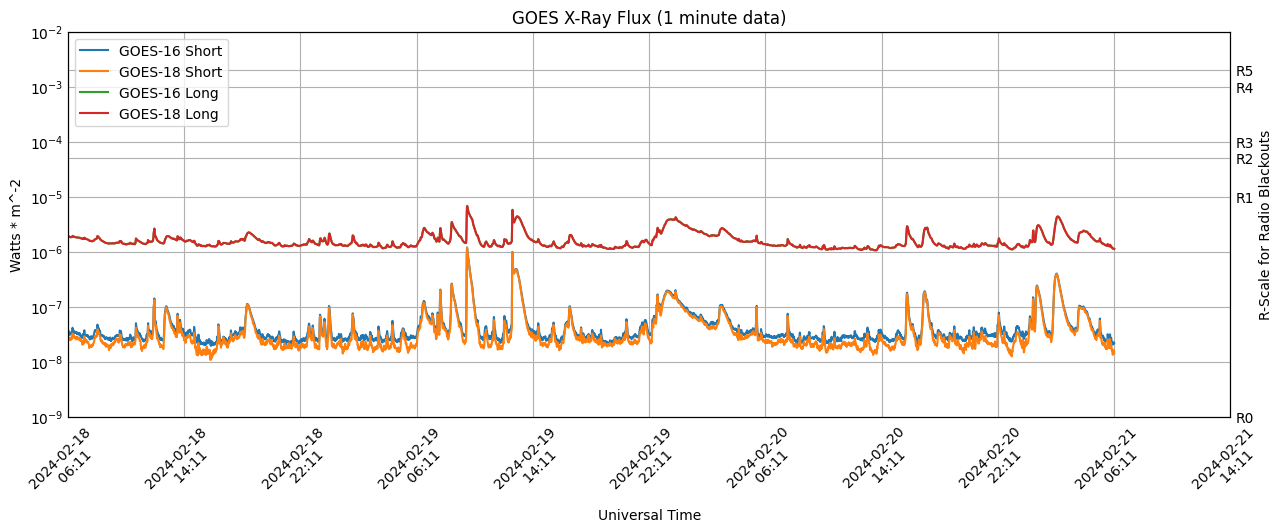 GOES X-Ray Flux (1 minute data)
GOES-16 Short
GOES-18 Short
GOES-16 Long
GOES-18 Long
10^-2
10^-3
10^-4
10^-5
10^-6
10^-7
10^-8
10^-9
Watts * m^-2
R5
R4
R3
R2
R1
R0
R-Scale for Radio Blackouts
2024-02-18
06:11
2024-02-18
14:11
2024-02-18
22:11
2024-02-19
06:11
2024-02-19
14:11
2024-02-19
22:11
2024-02-20
06:11
2024-02-20
14:11
2024-02-20
22:11
2024-02-21
06:11
2024-02-21
14:11
Universal Time